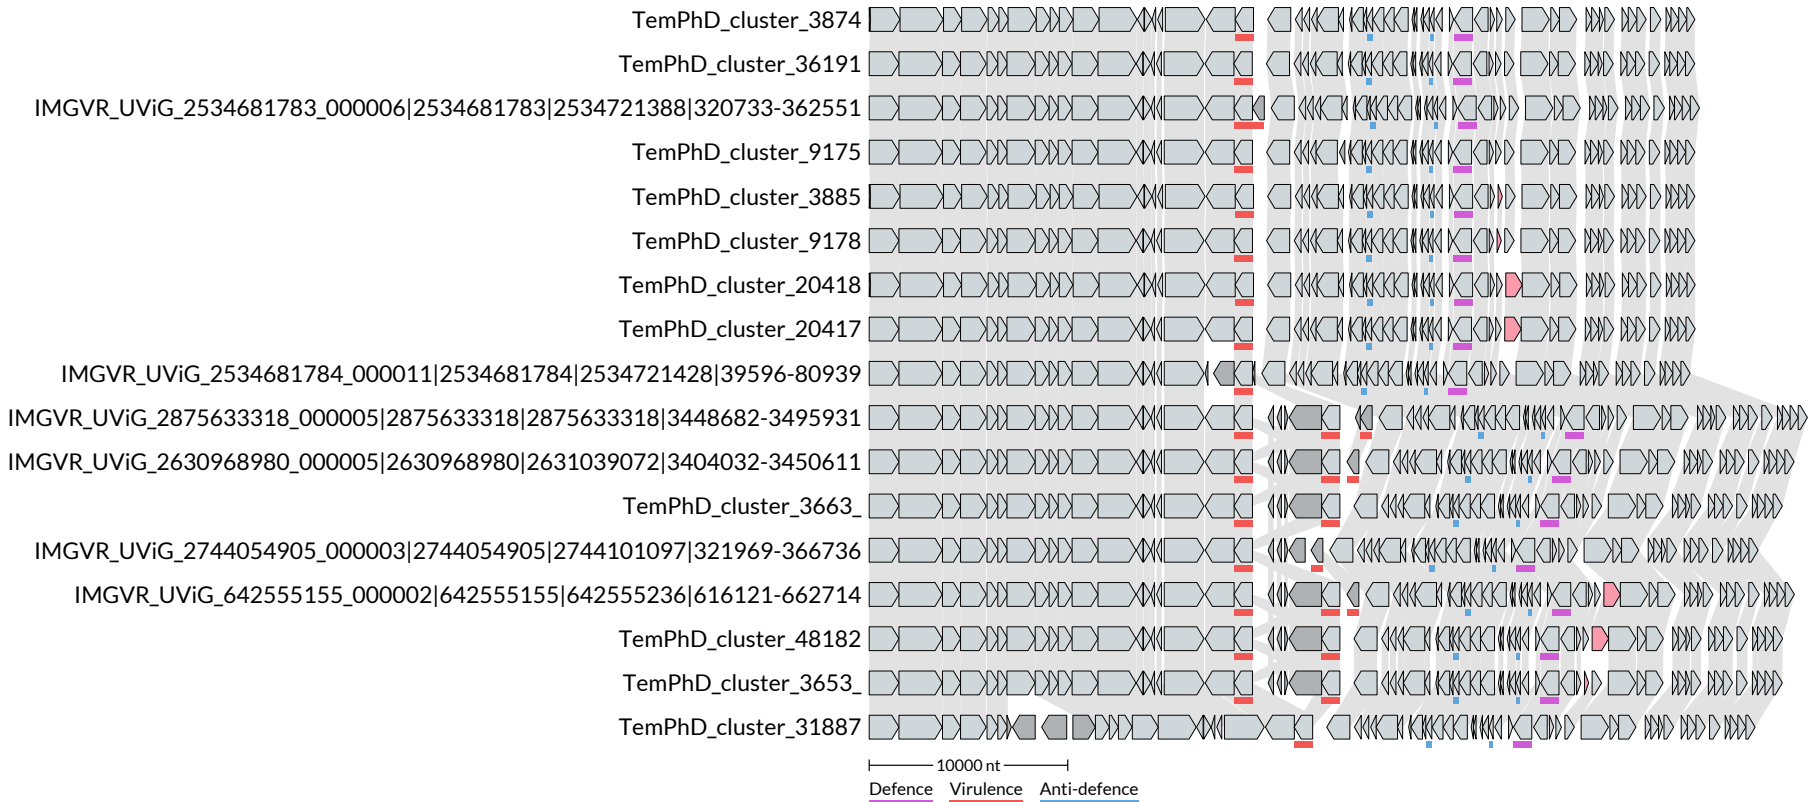 TemPhD_cluster_3874
TemPhD_cluster_36191
IMGVR_UViG_2534681783_000006|2534681783|2534721388|320733-362551
TemPhD_cluster_9175
TemPhD_cluster_3885
TemPhD_cluster_9178
TemPhD_cluster_20418
TemPhD_cluster_20417
IMGVR_UViG_2534681784_000011|2534681784|2534721428|39596-80939
IMGVR_UViG_2875633318_000005|2875633318|2875633318|3448682-3495931
IMGVR_UViG_2630968980_000005|2630968980|2631039072|3404032-3450611
TemPhD_cluster_3663_
IMGVR_UViG_2744054905_000003|2744054905|2744101097|321969-366736
IMGVR_UViG_642555155_000002|642555155|642555236|616121-662714
TemPhD_cluster_48182
TemPhD_cluster_3653_
TemPhD_cluster_31887
10000 nt
Defence Virulence Anti-defence